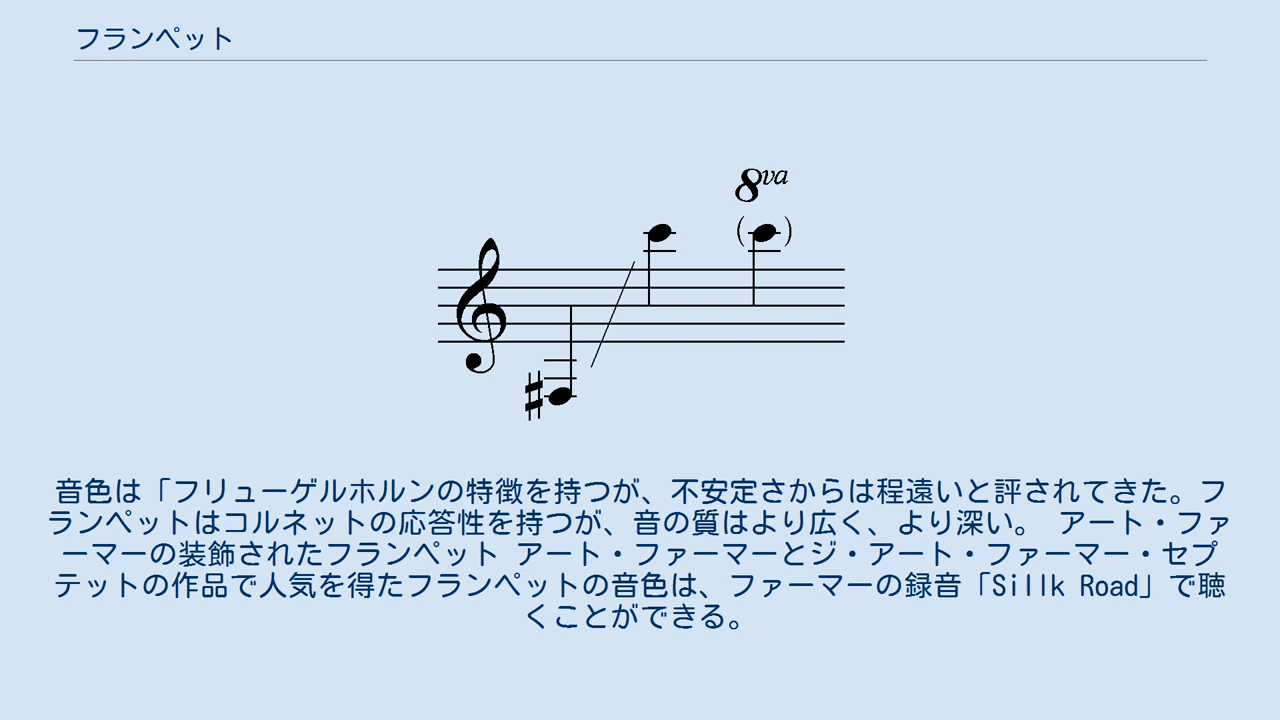 フランペット
8va
音色は「フリューゲルホルンの特徴を持つが、不安定さからは程遠いと評されてきた。フ
ランペットはコルネットの応答性を持つが、音の質はより広く、より深い。 アート・ファ
ーマーの装飾されたフランペット アート・ファーマーとジ・アート・ファーマー・セプ
テットの作品で人気を得たフランペットの音色は、ファーマーの録音「Sillk Road」で聴
くことができる。